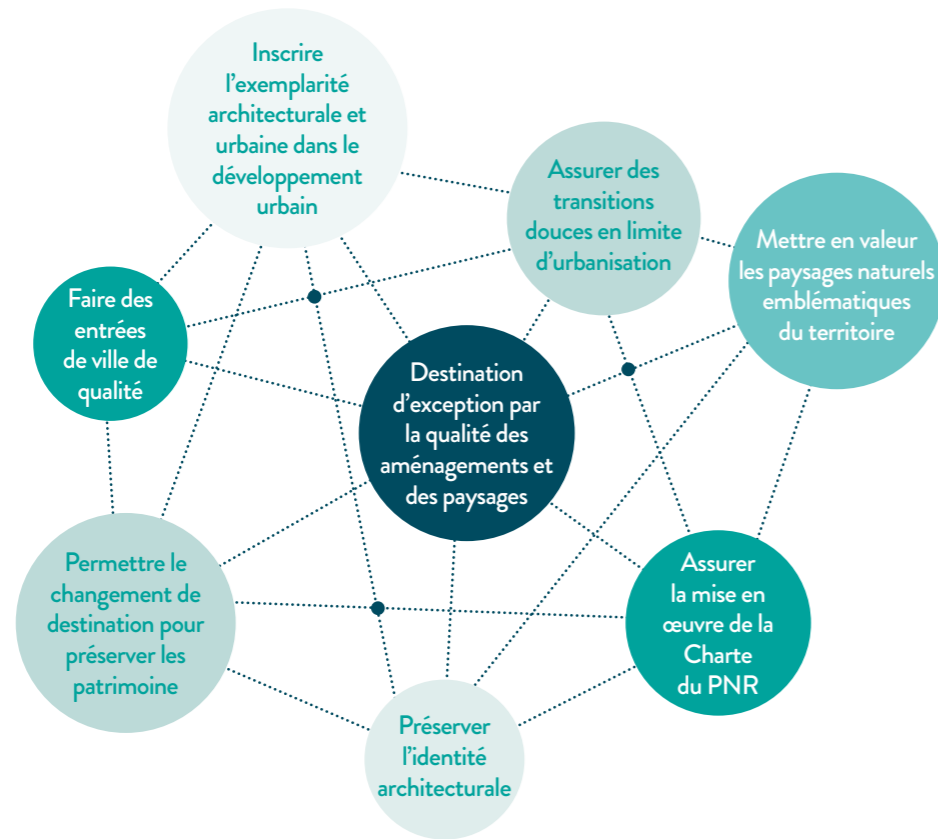 Inscrire
l’exemplarité
architecturale et
urbaine dans le
développement
urbain
Assurer des
transitions
douces en limite
d’urbanisation
Mettre en valeur
les paysages naturels
emblématiques
du territoire
Faire des
entrées
de ville de
qualité
Destination
d’exception par
la qualité des
aménagements et
des paysages
Permettre le
changement de
destination pour
préserver les
patrimoine
Assurer
la mise en
œuvre de la
Charte
du PNR
Préserver
l’identité
architecturale